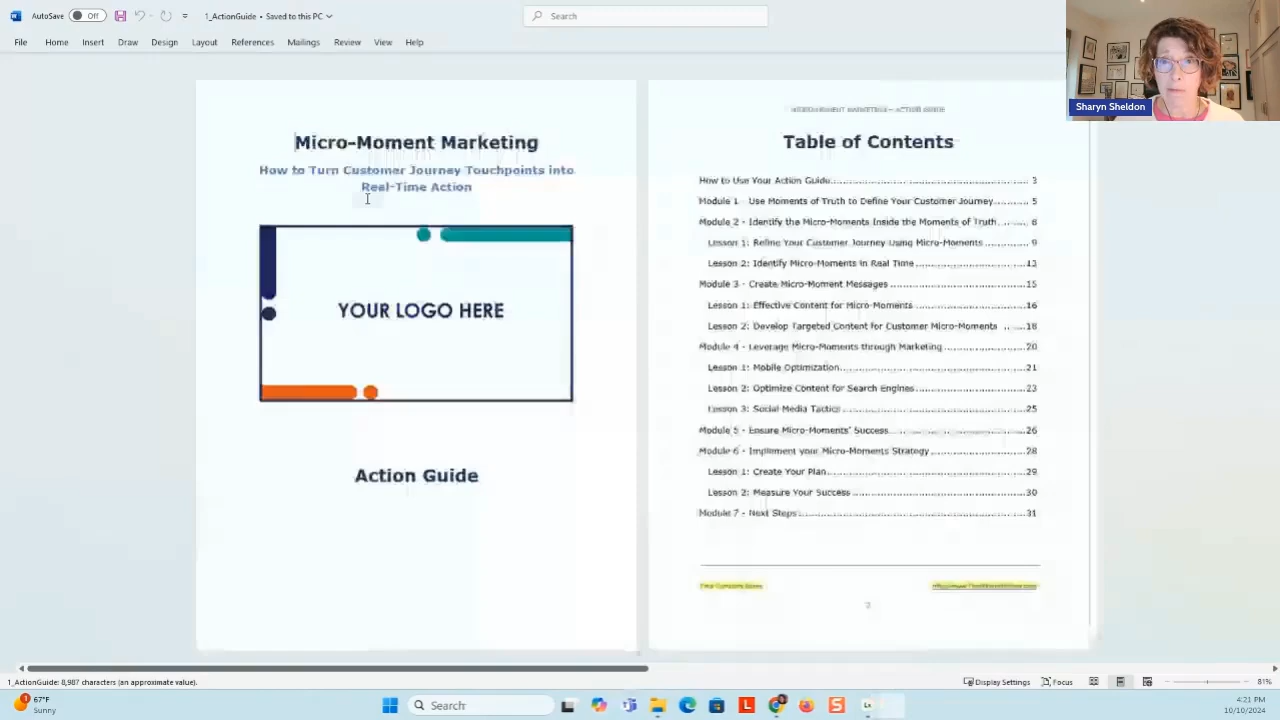 AutoSave Off 1_ActionGuide • Saved to this PC
Search
File Home Insert Draw Design Layout References Mailings Review View Help
Sharyn Sheldon
Micro-Moment Marketing
How to Turn Customer Journey Touchpoints into
Real-Time Action
YOUR LOGO HERE
Action Guide
MICRO-MOMENT MARKETING – ACTION GUIDE
Table of Contents
How to Use Your Action Guide 3
Module 1 - Use Moments of Truth to Define Your Customer Journey 5
Module 2 - Identify the Micro-Moments Inside the Moments of Truth 8
Lesson 1: Refine Your Customer Journey Using Micro-Moments 9
Lesson 2: Identify Micro-Moments in Real Time 13
Module 3 - Create Micro-Moment Messages 15
Lesson 1: Effective Content for Micro-Moments 16
Lesson 2: Develop Targeted Content for Customer Micro-Moments 18
Module 4 - Leverage Micro-Moments through Marketing 20
Lesson 1: Mobile Optimization 21
Lesson 2: Optimize Content for Search Engines 23
Lesson 3: Social Media Tactics 25
Module 5 - Ensure Micro-Moments' Success 26
Module 6 - Implement your Micro-Moments Strategy 28
Lesson 1: Create Your Plan 29
Lesson 2: Measure Your Success 30
Module 7 - Next Steps 31
2
1_ActionGuide: 8,987 characters (an approximate value).
Display Settings Focus 81%
67°F
Sunny
Search
4:21 PM
10/10/2024